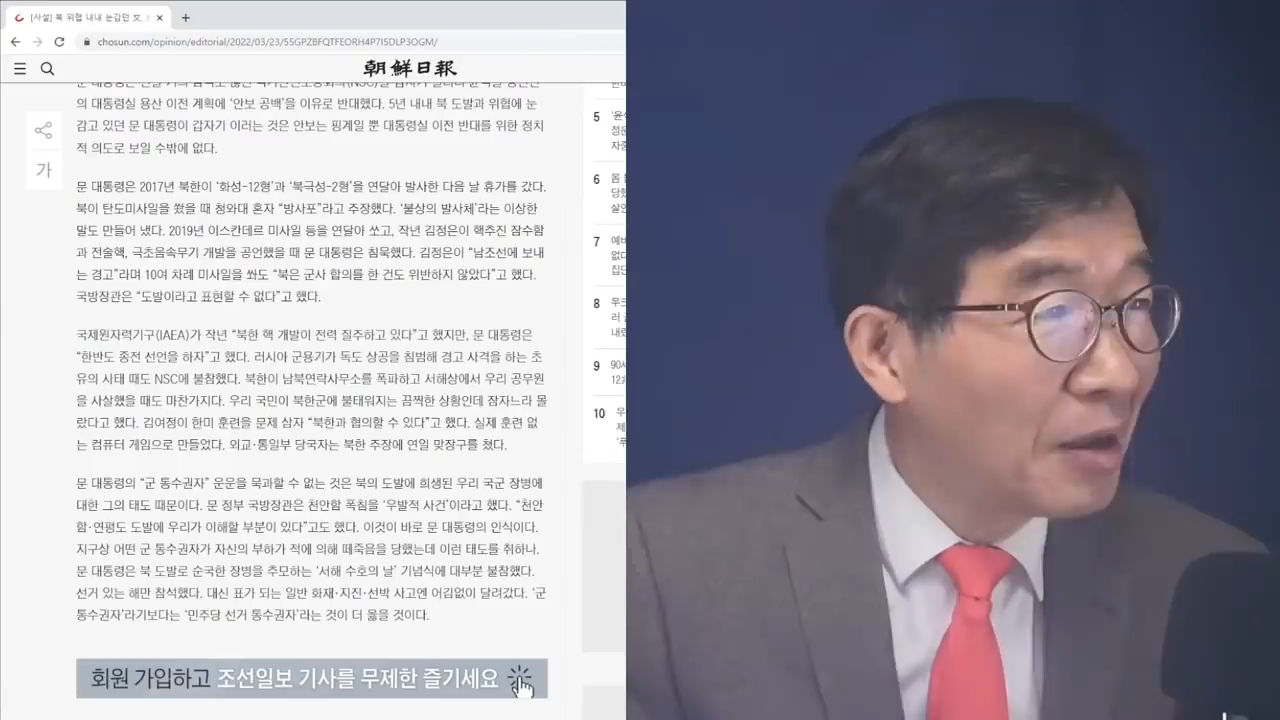 [사설] 북 위협 내내 눈감던 文
chosun.com/opinion/editorial/2022/03/23/55GPZBFQTFEORH4P7I5DLP3OGM/
朝鮮日報
의 대통령실 용산 이전 계획에 ‘안보 공백’을 이유로 반대했다. 5년 내내 북 도발과 위협에 눈
감고 있던 문 대통령이 갑자기 이러는 것은 안보는 핑계일 뿐 대통령실 이전 반대를 위한 정치
적 의도로 보일 수밖에 없다.
가
문 대통령은 2017년 북한이 ‘화성-12형’과 ‘북극성-2형’을 연달아 발사한 다음 날 휴가를 갔다.
북이 탄도미사일을 쐈을 때 청와대 혼자 “방사포”라고 주장했다. ‘불상의 발사체’라는 이상한
말도 만들어 냈다. 2019년 이스칸데르 미사일 등을 연달아 쏘고, 작년 김정은이 핵추진 잠수함
과 전술핵, 극초음속무기 개발을 공언했을 때 문 대통령은 침묵했다. 김정은이 “남조선에 보내
는 경고”라며 10여 차례 미사일을 쏴도 “북은 군사 합의를 한 건도 위반하지 않았다”고 했다.
국방장관은 “도발이라고 표현할 수 없다”고 했다.
국제원자력기구(IAEA)가 작년 “북한 핵 개발이 전력 질주하고 있다”고 했지만, 문 대통령은
“한반도 종전 선언을 하자”고 했다. 러시아 군용기가 독도 상공을 침범해 경고 사격을 하는 초
유의 사태 때도 NSC에 불참했다. 북한이 남북연락사무소를 폭파하고 서해상에서 우리 공무원
을 사살했을 때도 마찬가지다. 우리 국민이 북한군에 불태워지는 끔찍한 상황인데 잠자느라 몰
랐다고 했다. 김여정이 한미 훈련을 문제 삼자 “북한과 협의할 수 있다”고 했다. 실제 훈련 없
는 컴퓨터 게임으로 만들었다. 외교·통일부 당국자는 북한 주장에 연일 맞장구를 쳤다.
문 대통령의 “군 통수권자” 운운을 묵과할 수 없는 것은 북의 도발에 희생된 우리 국군 장병에
대한 그의 태도 때문이다. 문 정부 국방장관은 천안함 폭침을 ‘우발적 사건’이라고 했다. “천안
함·연평도 도발에 우리가 이해할 부분이 있다”고도 했다. 이것이 바로 문 대통령의 인식이다.
지구상 어떤 군 통수권자가 자신의 부하가 적에 의해 떼죽음을 당했는데 이런 태도를 취하나.
문 대통령은 북 도발로 순국한 장병을 추모하는 ‘서해 수호의 날’ 기념식에 대부분 불참했다.
선거 있는 해만 참석했다. 대신 표가 되는 일반 화재·지진·선박 사고엔 어김없이 달려갔다. ‘군
통수권자’라기보다는 ‘민주당 선거 통수권자’라는 것이 더 옳을 것이다.
회원 가입하고 조선일보 기사를 무제한 즐기세요
5
6
7
8
9
10